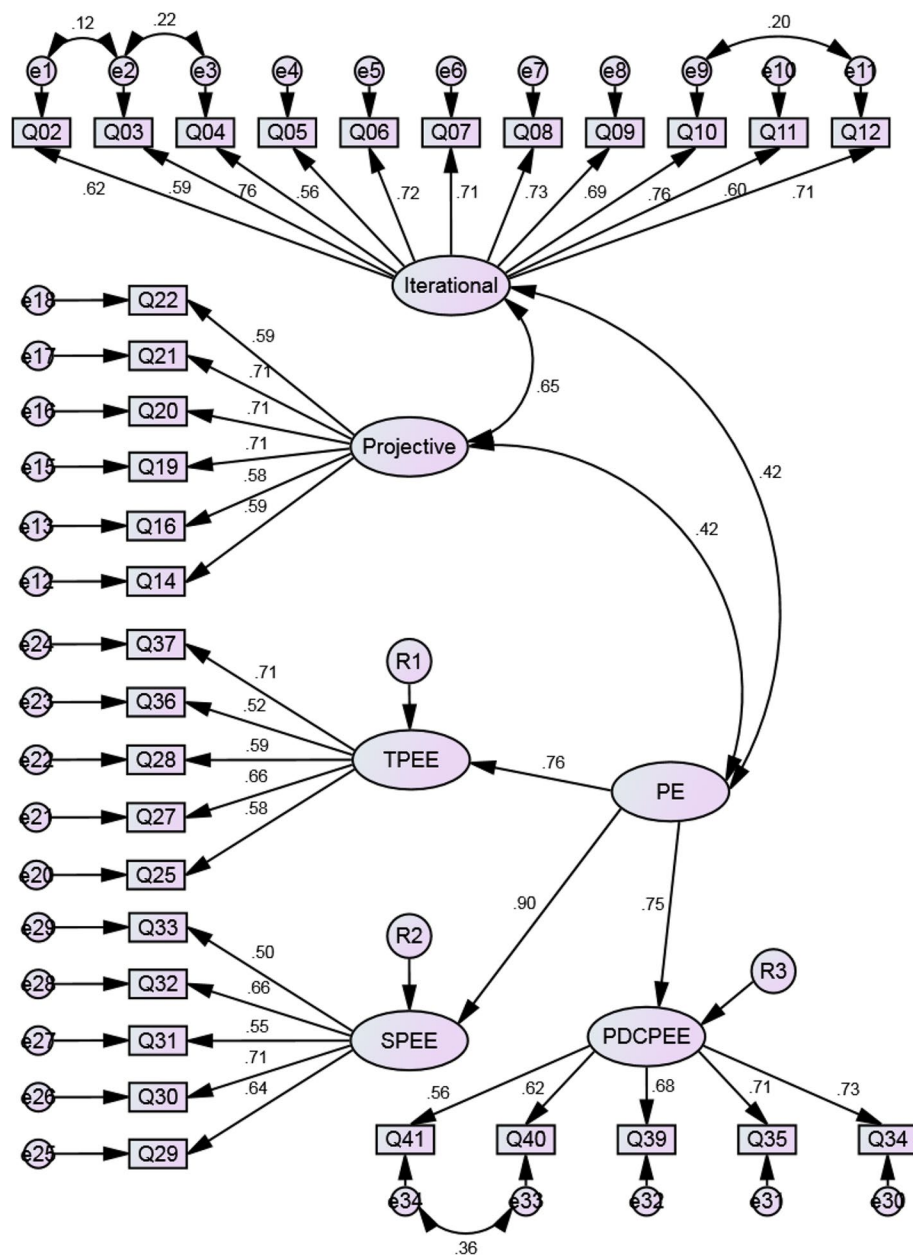 .12 .22 .20
e1 e2 e3 e4 e5 e6 e7 e8 e9 e10 e11
Q02 Q03 Q04 Q05 Q06 Q07 Q08 Q09 Q10 Q11 Q12
.62 .59 .76 .56 .72 .71 .73 .69 .76 .60 .71
Iterational
e18 Q22
.59
e17 Q21
.71
.65
e16 Q20
.71
Projective
e15 Q19
.71
.42
.58
e13 Q16
.59
.42
e12 Q14
e24 Q37
R1
.71
e23 Q36
.52
e22 Q28
.59
TPEE
.76
PE
.66
e21 Q27
.58
e20 Q25
.90
.75
e29 Q33
R2
.50
R3
e28 Q32
.66
e27 Q31
.55
SPEE
PDCPEE
.71
e26 Q30
.64
.56 .62 .68 .71 .73
e25 Q29
Q41 Q40 Q39 Q35 Q34
e34 e33 e32 e31 e30
.36